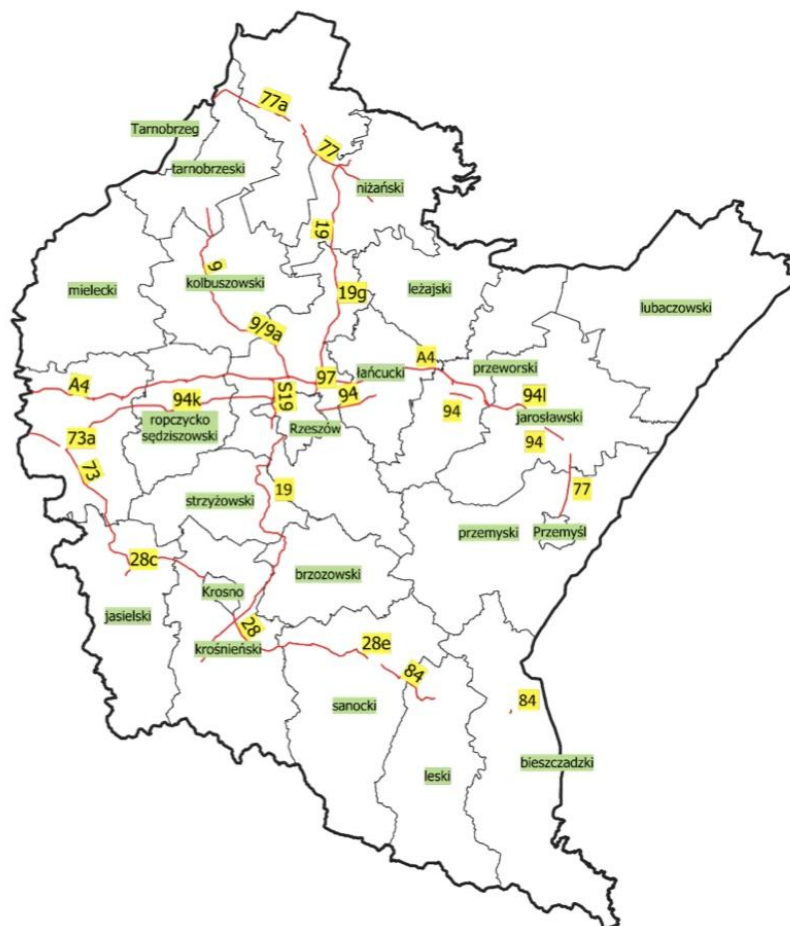 77a
Tarnobrzeg
77
tarnobrzeski
niżański
19
9
kolbuszowski
mielecki
19g
leżajski
lubaczowski
9/9a
A4
łańcucki
przeworski
97
A4
S19
94k
94
94l
94
jarosławski
ropczycko
sędziszowski
Rzeszów
73a
94
73
19
77
strzyżowski
przemyski
Przemyśl
28c
brzozowski
Krosno
jasielski
28
28e
krośnieński
84
sanocki
84
bieszczadzki
leski